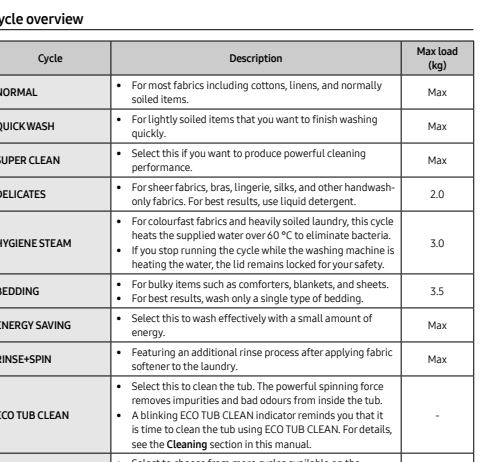 ycle overview
Cycle
Description
Max load
(kg)
NORMAL
• For most fabrics including cottons, linens, and normally
soiled items.
Max
QUICK WASH
• For lightly soiled items that you want to finish washing
quickly.
Max
SUPER CLEAN
• Select this if you want to produce powerful cleaning
performance.
Max
DELICATES
• For sheer fabrics, bras, lingerie, silks, and other handwash-
only fabrics. For best results, use liquid detergent.
2.0
HYGIENE STEAM
• For colourfast fabrics and heavily soiled laundry, this cycle
heats the supplied water over 60 °C to eliminate bacteria.
• If you stop running the cycle while the washing machine is
heating the water, the lid remains locked for your safety.
3.0
BEDDING
• For bulky items such as comforters, blankets, and sheets.
• For best results, wash only a single type of bedding.
3.5
ENERGY SAVING
• Select this to wash effectively with a small amount of
energy.
Max
RINSE+SPIN
• Featuring an additional rinse process after applying fabric
softener to the laundry.
Max
ECO TUB CLEAN
• Select this to clean the tub. The powerful spinning force
removes impurities and bad odours from inside the tub.
• A blinking ECO TUB CLEAN indicator reminds you that it
is time to clean the tub using ECO TUB CLEAN. For details,
see the Cleaning section in this manual.
-
• Select to choose from more cycles available on the